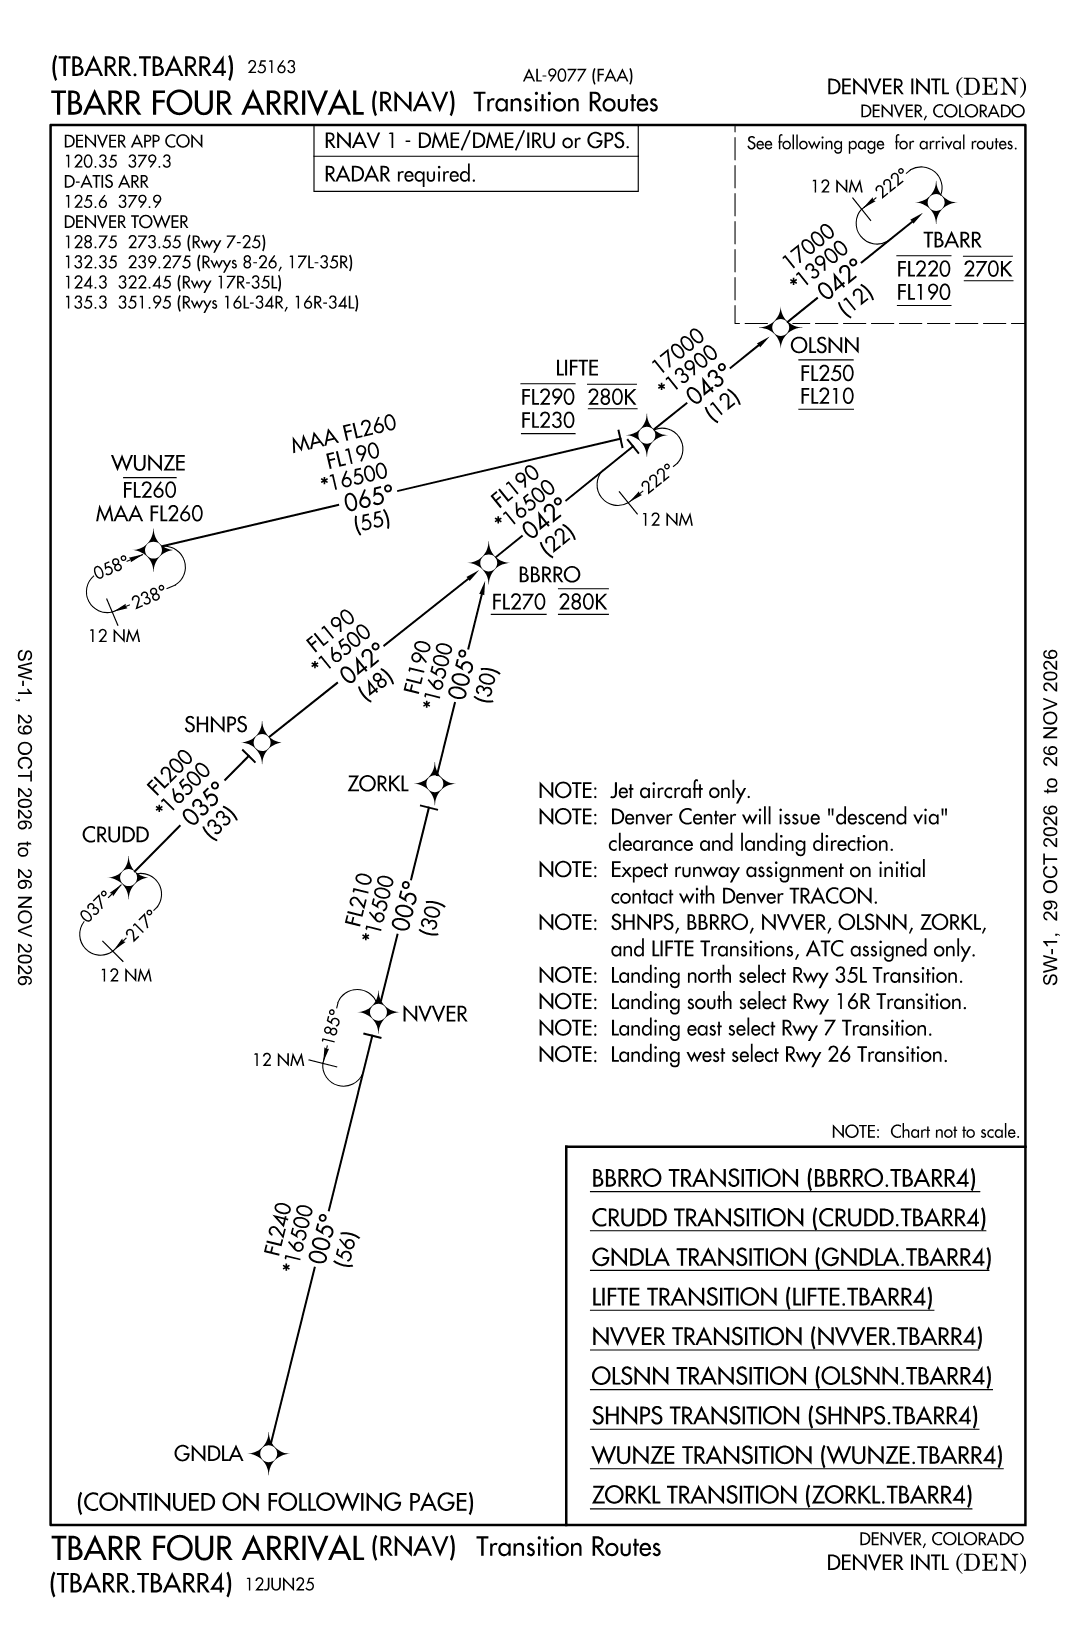 (TBARR.TBARR4) 25163
AL-9077 (FAA)
DENVER INTL (DEN)
TBARR FOUR ARRIVAL (RNAV) Transition Routes
DENVER, COLORADO
DENVER APP CON
120.35 379.3
D-ATIS ARR
125.6 379.9
DENVER TOWER
128.75 273.55 (Rwy 7-25)
132.35 239.275 (Rwys 8-26, 17L-35R)
124.3 322.45 (Rwy 17R-35L)
135.3 351.95 (Rwys 16L-34R, 16R-34L)
RNAV 1 - DME/DME/IRU or GPS.
RADAR required.
See following page for arrival routes.
12 NM
222°
TBARR
FL220 270K
FL190
17000
*13900
042°
(12)
OLSNN
FL250
FL210
17000
*13900
043°
(12)
LIFTE
FL290 280K
FL230
222°
12 NM
MAA FL260
FL190
*16500
065°
(55)
WUNZE
FL260
MAA FL260
058°
238°
12 NM
FL190
*16500
042°
(22)
BBRRO
FL270 280K
FL190
*16500
042°
(48)
FL190
*16500
005°
(30)
SHNPS
FL200
*16500
035°
(33)
CRUDD
037°
217°
12 NM
ZORKL
FL210
*16500
005°
(30)
NVVER
185°
12 NM
FL240
*16500
005°
(56)
GNDLA
NOTE: Jet aircraft only.
NOTE: Denver Center will issue "descend via"
clearance and landing direction.
NOTE: Expect runway assignment on initial
contact with Denver TRACON.
NOTE: SHNPS, BBRRO, NVVER, OLSNN, ZORKL,
and LIFTE Transitions, ATC assigned only.
NOTE: Landing north select Rwy 35L Transition.
NOTE: Landing south select Rwy 16R Transition.
NOTE: Landing east select Rwy 7 Transition.
NOTE: Landing west select Rwy 26 Transition.
NOTE: Chart not to scale.
BBRRO TRANSITION (BBRRO.TBARR4)
CRUDD TRANSITION (CRUDD.TBARR4)
GNDLA TRANSITION (GNDLA.TBARR4)
LIFTE TRANSITION (LIFTE.TBARR4)
NVVER TRANSITION (NVVER.TBARR4)
OLSNN TRANSITION (OLSNN.TBARR4)
SHNPS TRANSITION (SHNPS.TBARR4)
WUNZE TRANSITION (WUNZE.TBARR4)
ZORKL TRANSITION (ZORKL.TBARR4)
(CONTINUED ON FOLLOWING PAGE)
SW-1, 29 OCT 2026 to 26 NOV 2026
SW-1, 29 OCT 2026 to 26 NOV 2026
TBARR FOUR ARRIVAL (RNAV) Transition Routes
DENVER, COLORADO
DENVER INTL (DEN)
(TBARR.TBARR4) 12JUN25